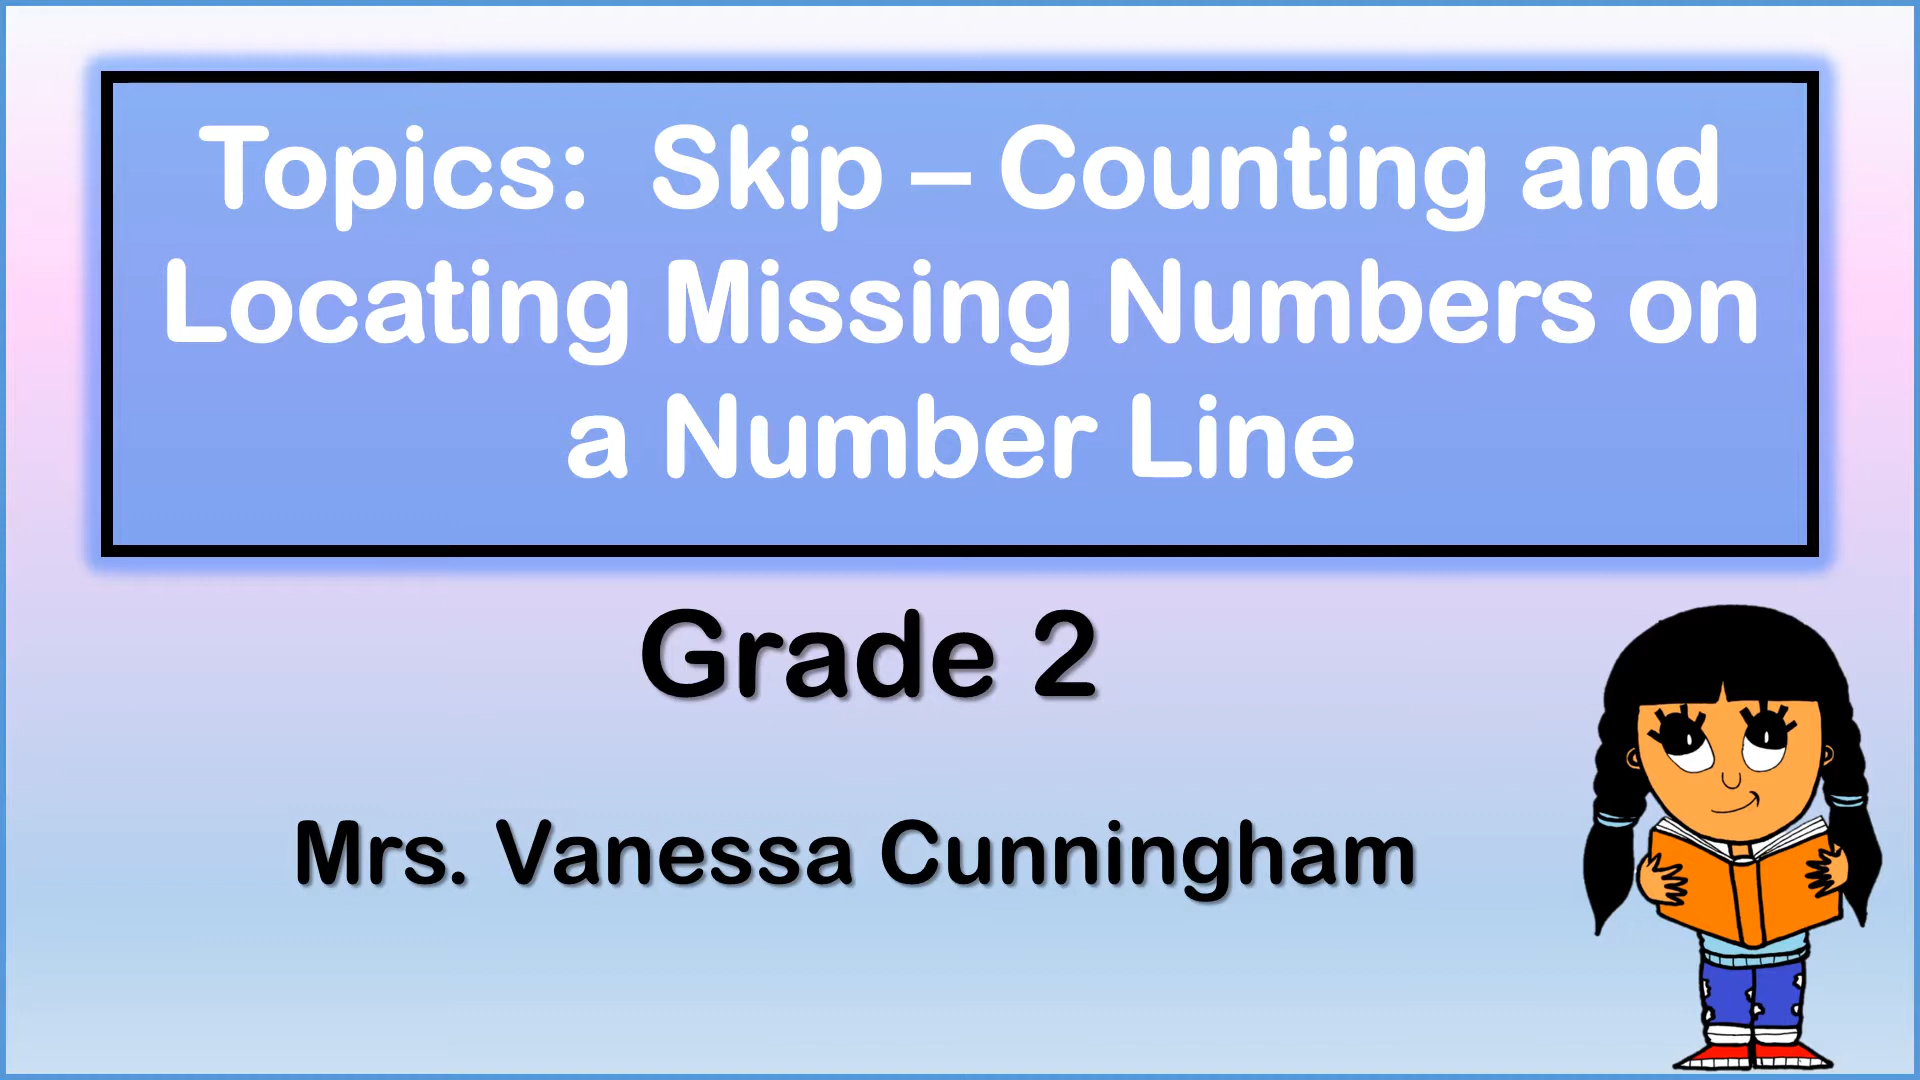 Topics:  Skip – Counting and
Locating Missing Numbers on
a Number Line
Grade 2
Mrs. Vanessa Cunningham